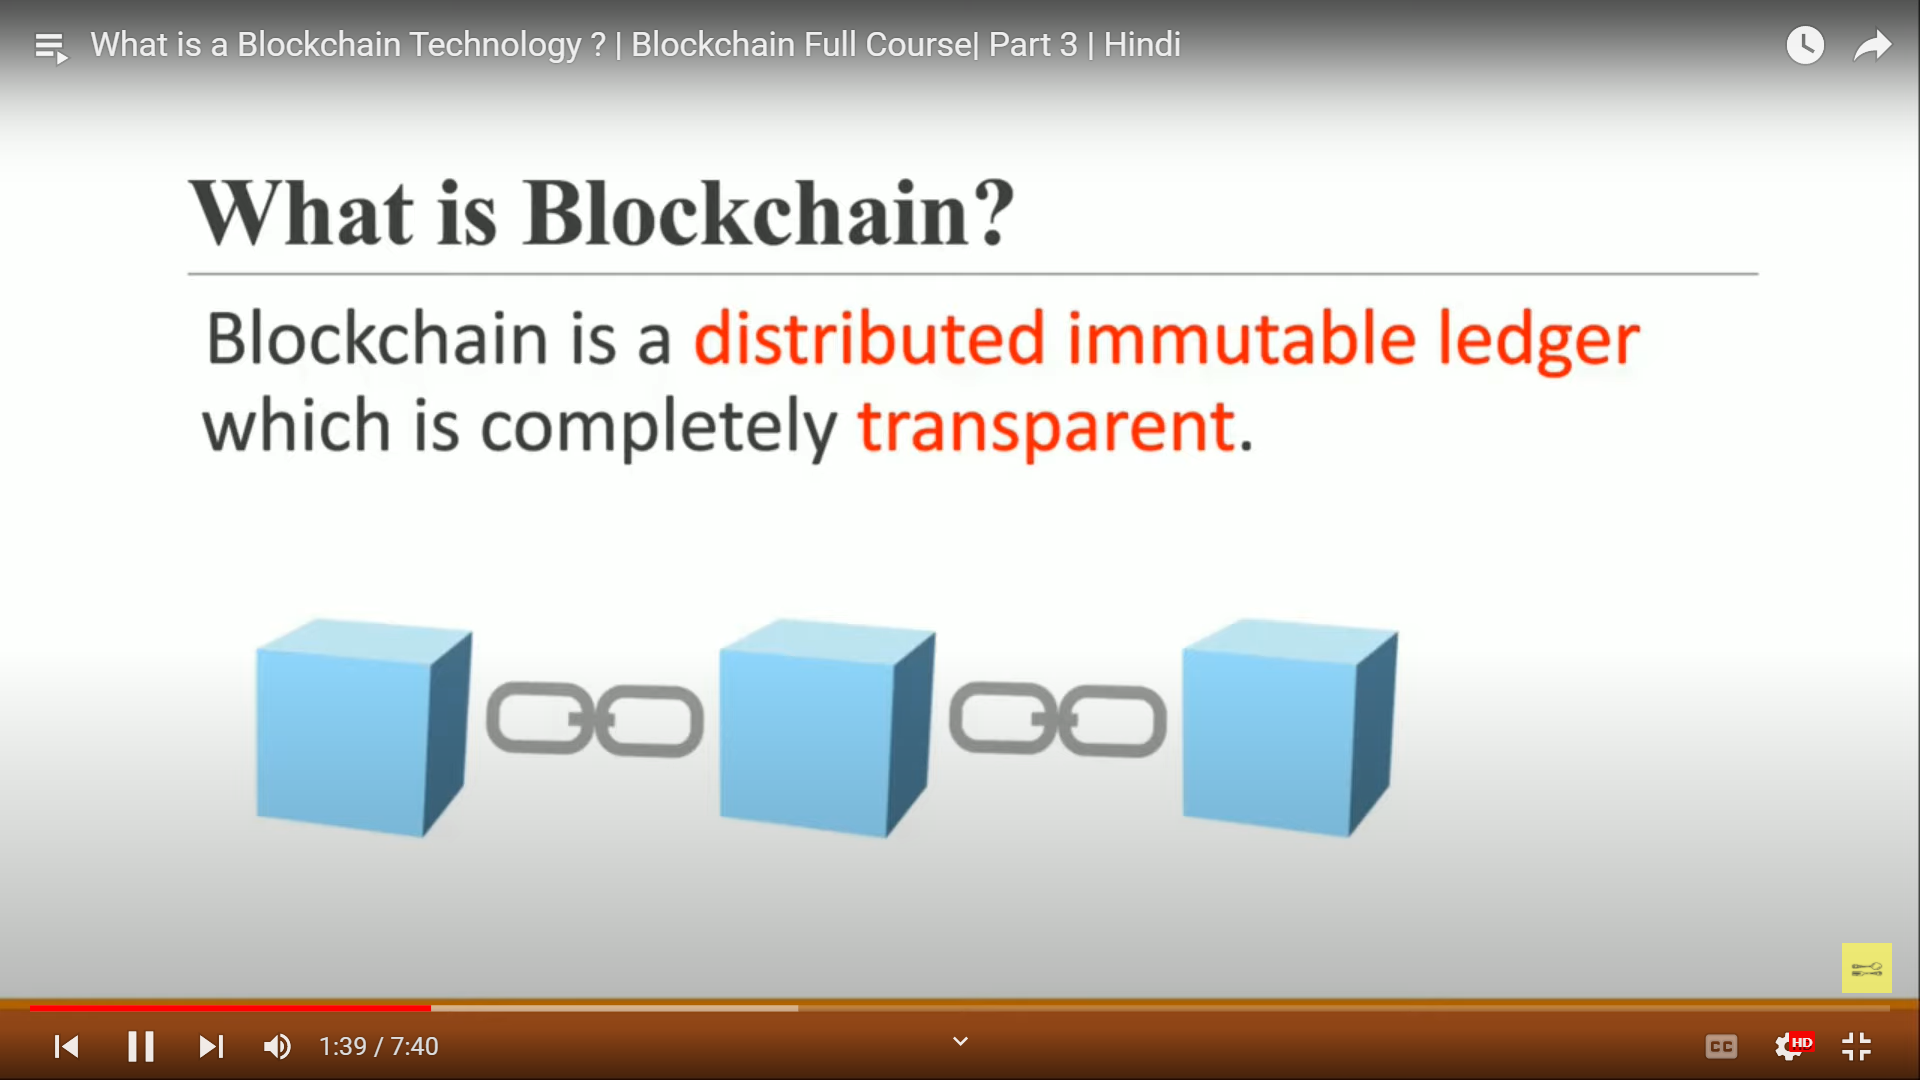 What is a Blockchain Technology ? | Blockchain Full Course| Part 3 | Hindi
What is Blockchain?
Blockchain is a distributed immutable ledger
which is completely transparent.
1:39 / 7:40
CC
HD